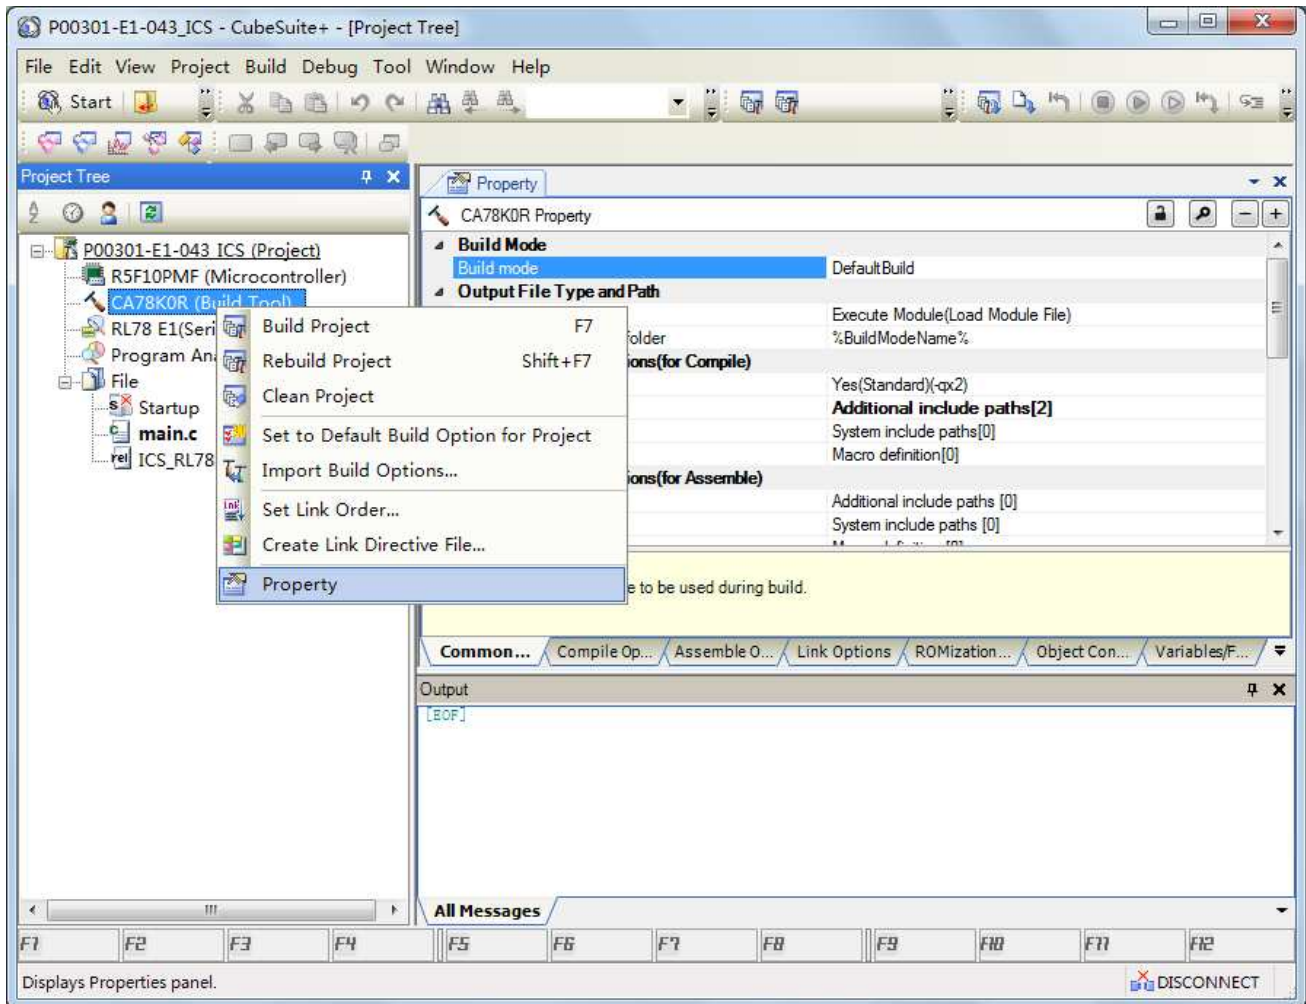 P00301-E1-043_ICS - CubeSuite+ - [Project Tree]
File Edit View Project Build Debug Tool Window Help
Start
Project Tree
P00301-E1-043_ICS (Project)
R5F10PMF (Microcontroller)
CA78K0R (Build Tool)
RL78 E1(Seri
Program An
File
Startup
main.c
ICS_RL78
Build Project F7
Rebuild Project Shift+F7
Clean Project
Set to Default Build Option for Project
Import Build Options...
Set Link Order...
Create Link Directive File...
Property
Property
CA78K0R Property
Build Mode
Build mode DefaultBuild
Output File Type and Path
Execute Module(Load Module File)
folder %BuildModeName%
ions(for Compile)
Yes(Standard)(-qx2)
Additional include paths[2]
System include paths[0]
Macro definition[0]
ions(for Assemble)
Additional include paths [0]
System include paths [0]
e to be used during build.
Common... Compile Op... Assemble O... Link Options ROMization... Object Con... Variables/F...
Output
[EOF]
All Messages
F1 F2 F3 F4 F5 F6 F7 F8 F9 F10 F11 F12
Displays Properties panel. DISCONNECT